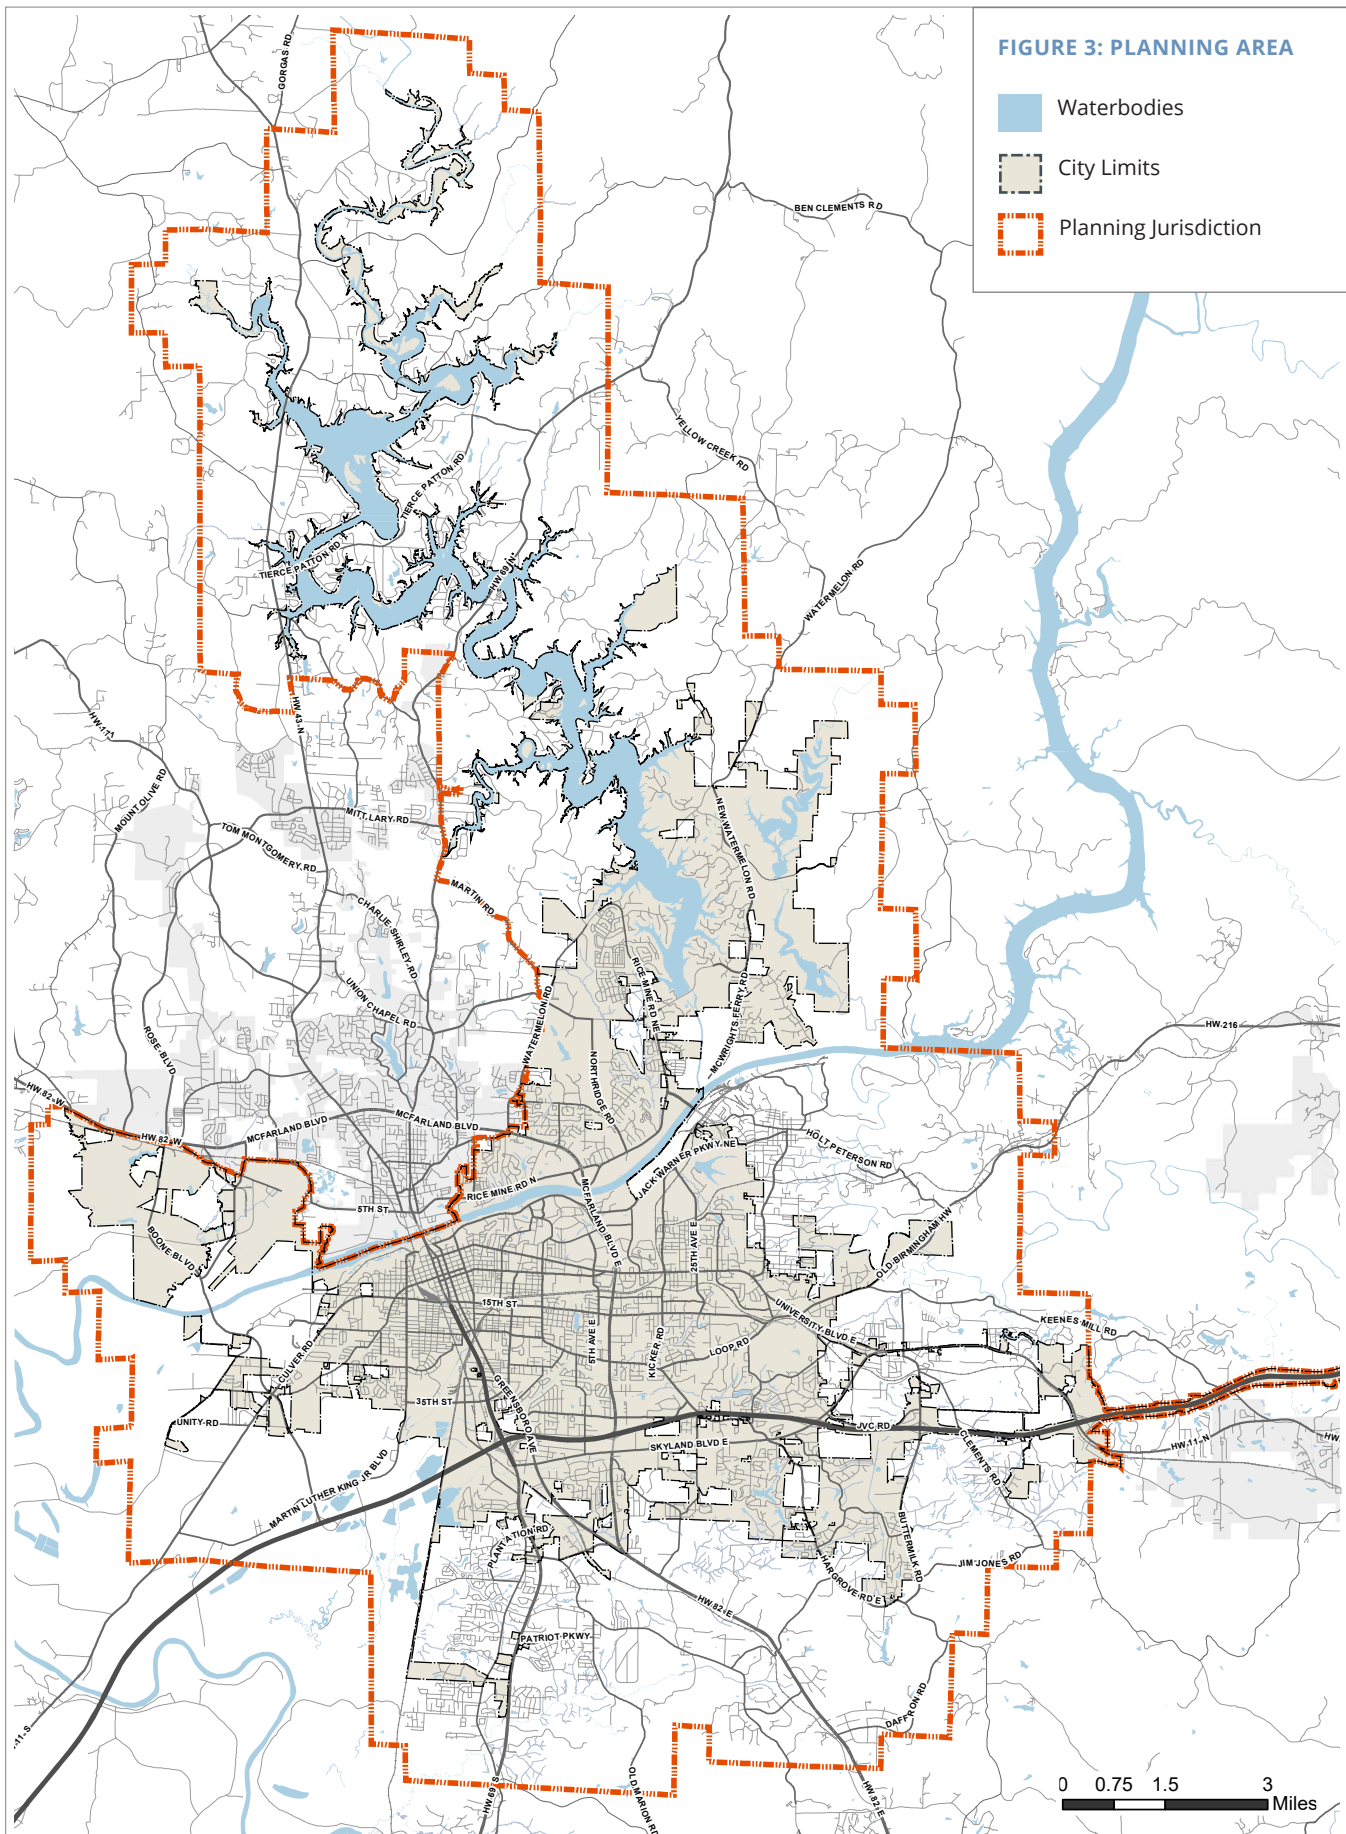 FIGURE 3: PLANNING AREA
Waterbodies
City Limits
Planning Jurisdiction
GORGAS RD
BEN CLEMENTS RD
YELLOW CREEK RD
TIERCE PATTON RD
TIERCE PATTON RD
HW 69 N
WATERMELON RD
HW 43 N
HW 171
MOUNT OLIVE RD
MITT LARY RD
TOM MONTGOMERY RD
NEW WATERMELON RD
MARTIN RD
CHARLIE SHIRLEY RD
UNION CHAPEL RD
RICE MINE RD NE
WATERMELON RD
MCWRIGHTS FERRY RD
HW 216
ROSE BLVD
NORTHRIDGE RD
HW 82 W
HW 82 W
MCFARLAND BLVD
MCFARLAND BLVD
HOLT PETERSON RD
JACK WARNER PKWY NE
RICE MINE RD N
5TH ST
MCFARLAND BLVD E
25TH AVE E
BOONE BLVD
OLD BIRMINGHAM HW
15TH ST
UNIVERSITY BLVD E
KEENES MILL RD
5TH AVE E
KICKER RD
LOOP RD
CULVER RD
GREENSBORO AVE
35TH ST
UNITY RD
JVC RD
SKYLAND BLVD E
CLEMENTS RD
HW 11 N
HW
MARTIN LUTHER KING JR BLVD
PLANTATION RD
BUTTERMILK RD
HARGROVE RD E
JIM JONES RD
HW 82 E
PATRIOT PKWY
DAFFRON RD
11 S
HW 69 S
OLD MARION RD
HW 82 E
0 0.75 1.5 3
Miles